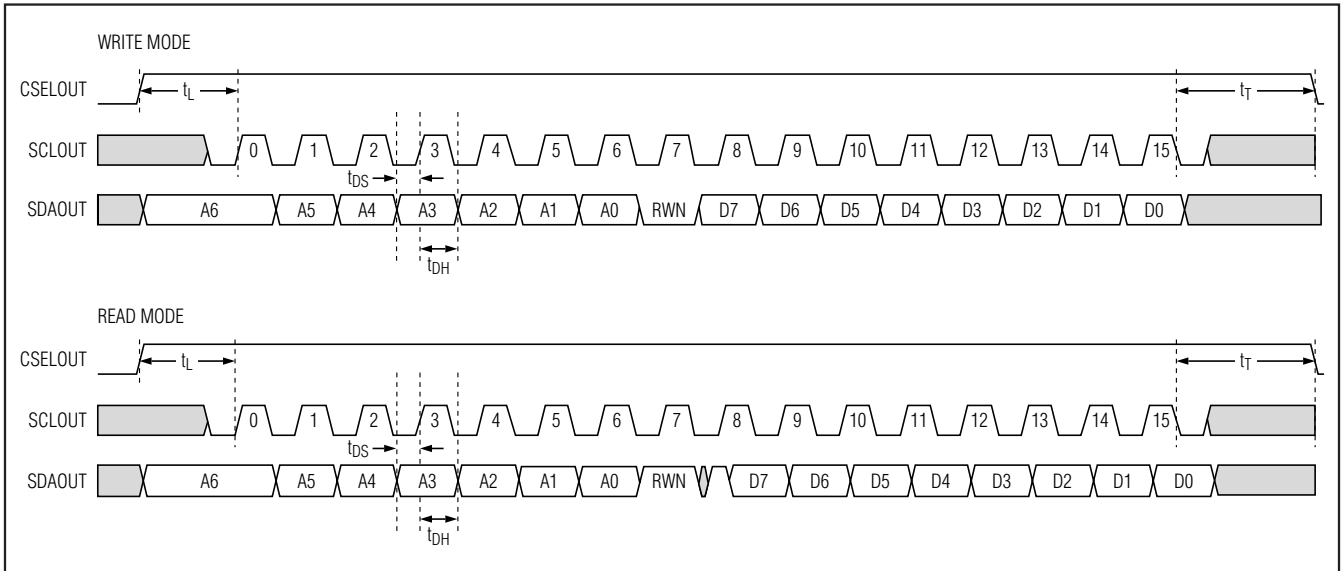 WRITE MODE
CSELOUT tL tT
SCLOUT 0 1 2 3 4 5 6 7 8 9 10 11 12 13 14 15
tDS
SDAOUT A6 A5 A4 A3 A2 A1 A0 RWN D7 D6 D5 D4 D3 D2 D1 D0
tDH
READ MODE
CSELOUT tL tT
SCLOUT 0 1 2 3 4 5 6 7 8 9 10 11 12 13 14 15
tDS
SDAOUT A6 A5 A4 A3 A2 A1 A0 RWN D7 D6 D5 D4 D3 D2 D1 D0
tDH